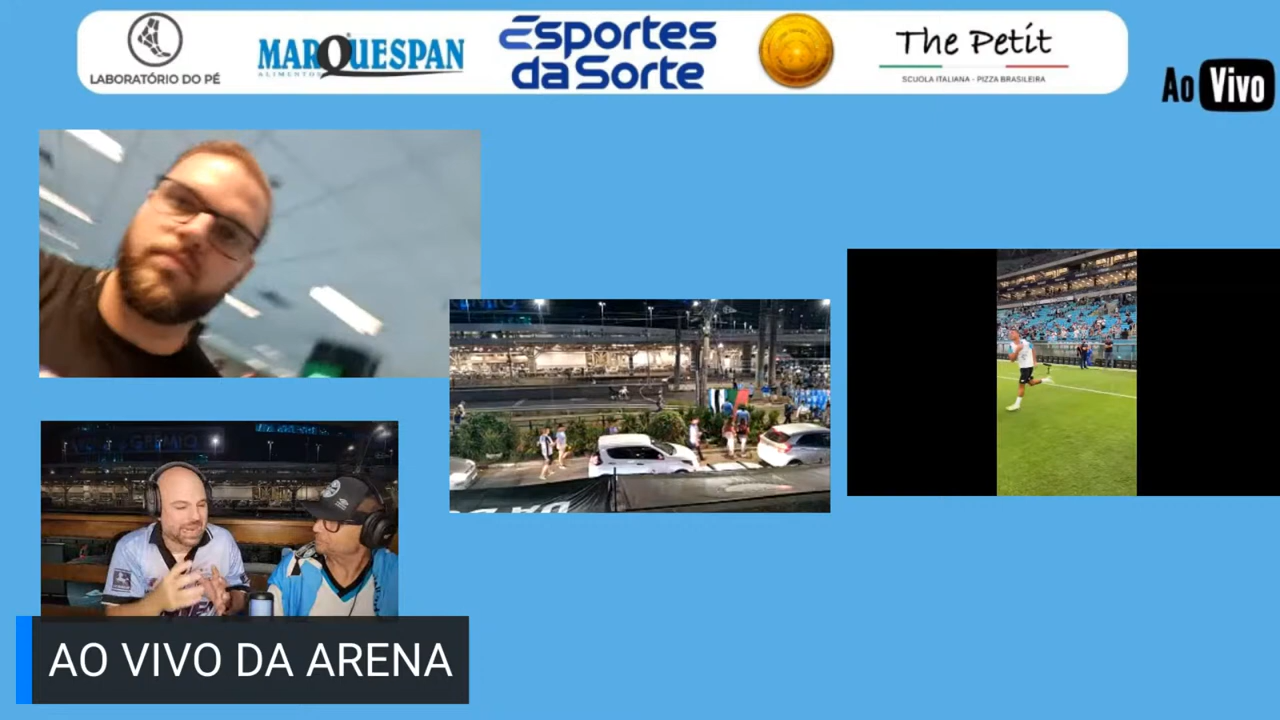 LABORATÓRIO DO PÉ
MARQUESPAN
ALIMENTOS
Esportes
da Sorte
The Petit
SCUOLA ITALIANA - PIZZA BRASILEIRA
Ao Vivo
GRÊMIO
AO VIVO DA ARENA